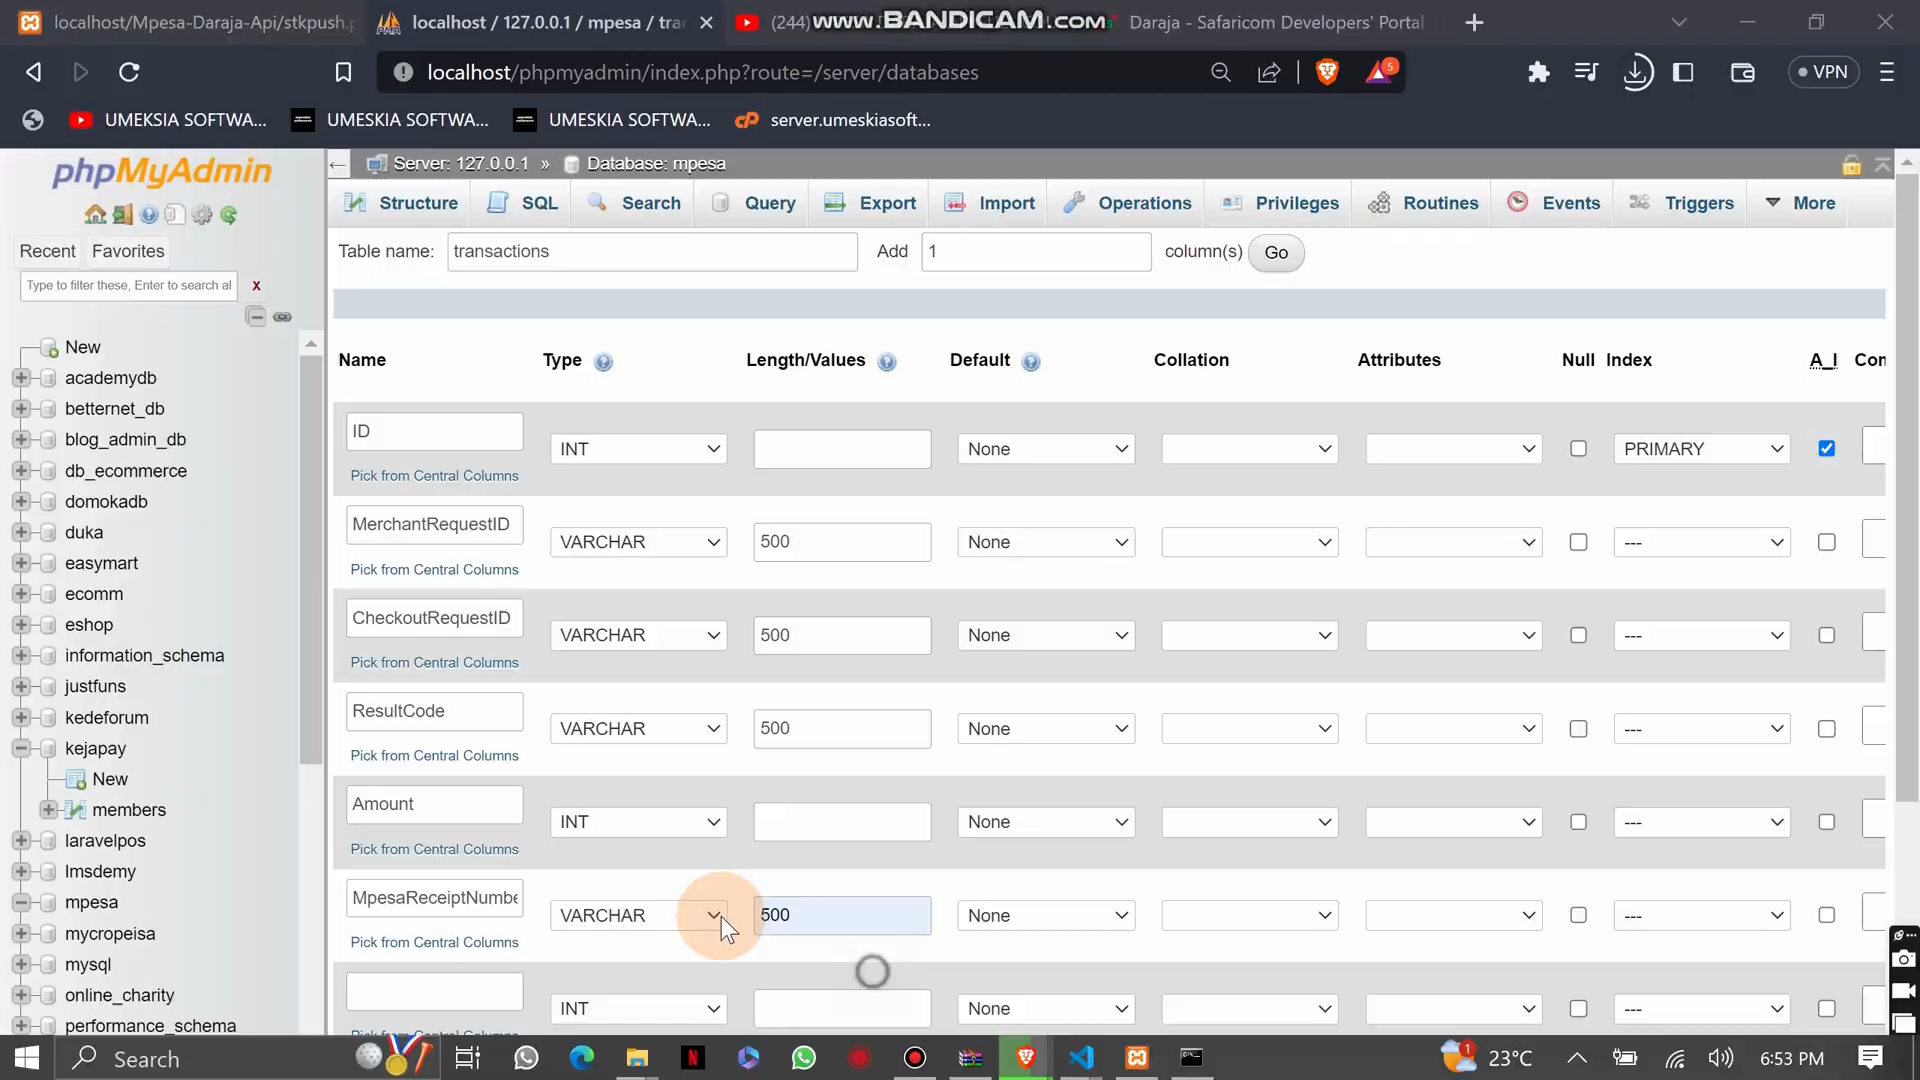 localhost/Mpesa-Daraja-Api/stkpush.p
localhost / 127.0.0.1 / mpesa / tra
(244)
www.BANDICAM.com
Daraja - Safaricom Developers' Portal
localhost/phpmyadmin/index.php?route=/server/databases
5
VPN
UMEKSIA SOFTWA...
UMESKIA SOFTWA...
UMESKIA SOFTWA...
server.umeskiasoft...
phpMyAdmin
Server: 127.0.0.1 » Database: mpesa
Structure SQL Search Query Export Import Operations Privileges Routines Events Triggers More
Recent Favorites
Type to filter these, Enter to search al X
Table name: transactions Add 1 column(s) Go
New
academydb
betternet_db
blog_admin_db
db_ecommerce
domokadb
duka
easymart
ecomm
eshop
information_schema
justfuns
kedeforum
kejapay
New
members
laravelpos
lmsdemy
mpesa
mycropeisa
mysql
online_charity
performance_schema
Name Type Length/Values Default Collation Attributes Null Index A_I Con
ID INT None PRIMARY
Pick from Central Columns
MerchantRequestID VARCHAR 500 None ---
Pick from Central Columns
CheckoutRequestID VARCHAR 500 None ---
Pick from Central Columns
ResultCode VARCHAR 500 None ---
Pick from Central Columns
Amount INT None ---
Pick from Central Columns
MpesaReceiptNumbe VARCHAR 500 None ---
Pick from Central Columns
INT None ---
Pick from Central Columns
Search
1
23°C
6:53 PM